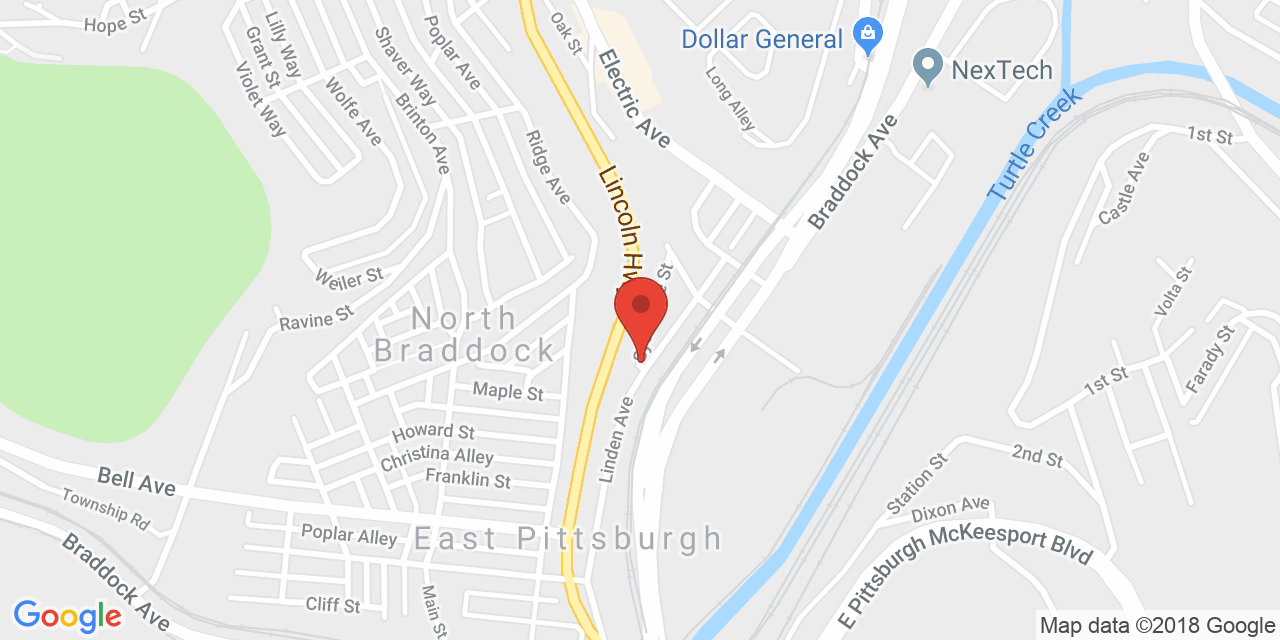 Hope St
Lilly Way
Grant St
Violet Way
Shaver Way
Poplar Ave
Oak St
Electric Ave
Dollar General
NexTech
Long Alley
Wolfe Ave
Brinton Ave
Ridge Ave
Lincoln Hw
Braddock Ave
Turtle Creek
1st St
Castle Ave
Weiler St
Ravine St
North
Braddock
St
Volta St
Farady St
Maple St
1st St
Howard St
Christina Alley
Franklin St
Linden Ave
Bell Ave
Township Rd
Station St
2nd St
Dixon Ave
Poplar Alley
East Pittsburgh
E Pittsburgh McKeesport Blvd
Braddock Ave
Cliff St
Main St
Google
Map data ©2018 Google